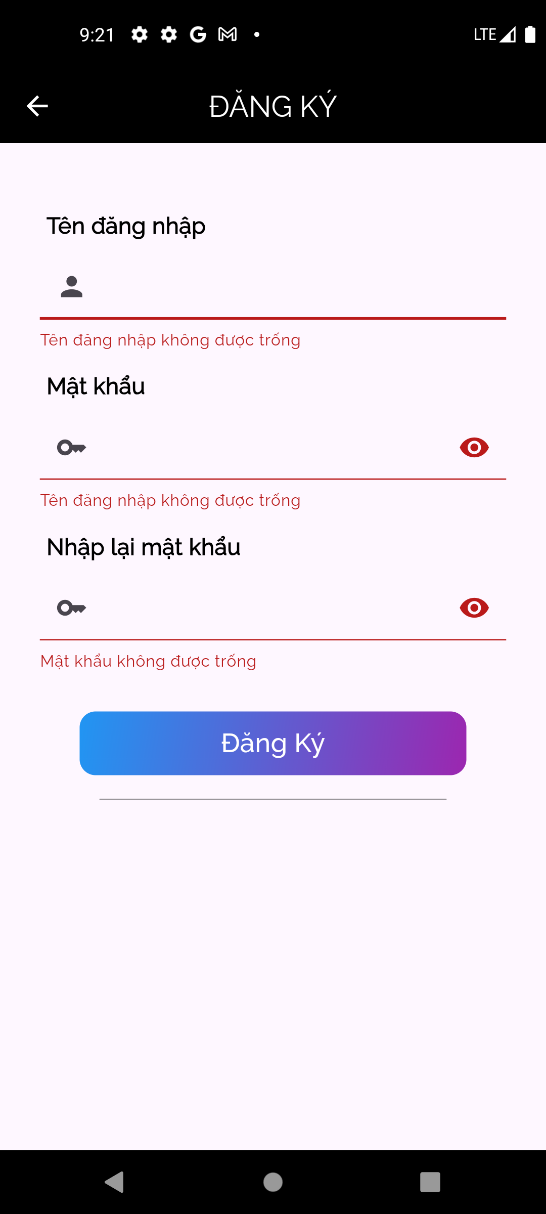 9:21 LTE
ĐĂNG KÝ
Tên đăng nhập
Tên đăng nhập không được trống
Mật khẩu
Tên đăng nhập không được trống
Nhập lại mật khẩu
Mật khẩu không được trống
Đăng Ký